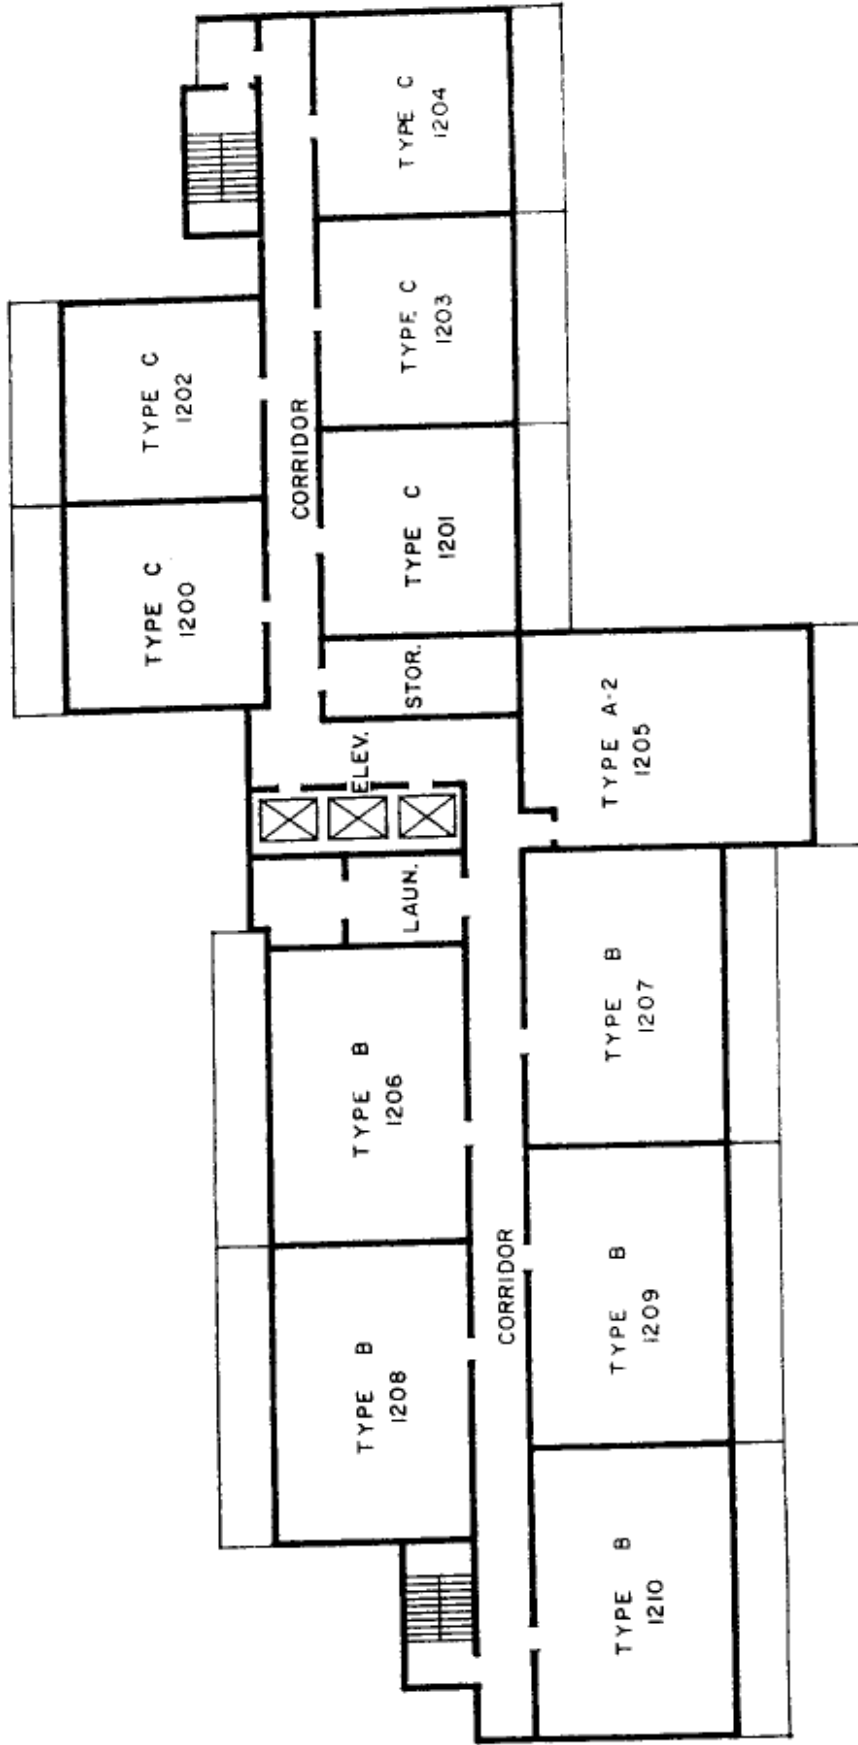 TYPE C
1204
TYPE C
1203
TYPE C
1202
CORRIDOR
TYPE C
1201
TYPE C
1200
STOR.
ELEV.
TYPE A-2
1205
LAUN.
TYPE B
1207
TYPE B
1206
CORRIDOR
TYPE B
1209
TYPE B
1208
TYPE B
1210